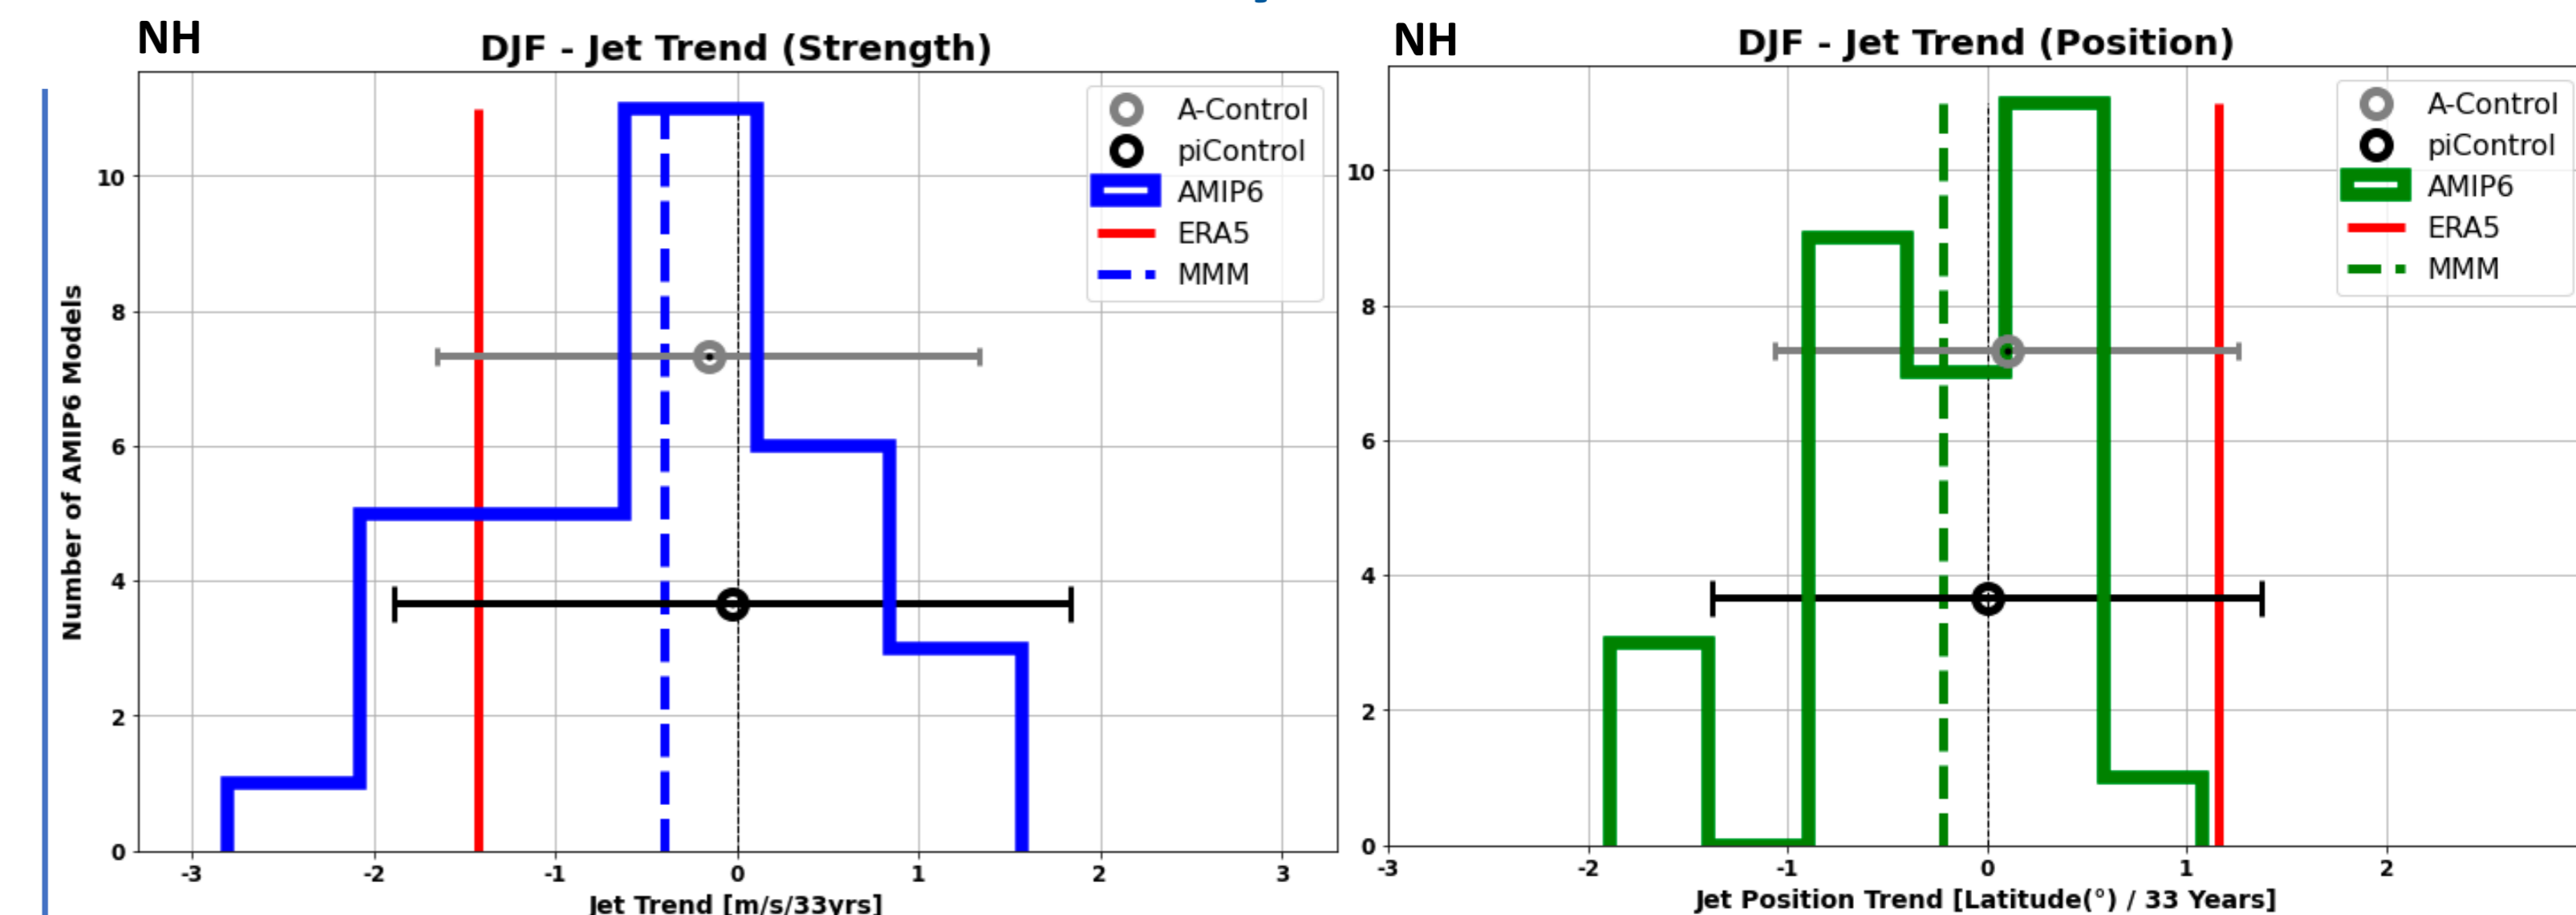 NH
DJF - Jet Trend (Strength)
A-Control
piControl
AMIP6
ERA5
MMM
Number of AMIP6 Models
10
8
6
4
2
0
-3 -2 -1 0 1 2 3
Jet Trend [m/s/33yrs]
NH
DJF - Jet Trend (Position)
A-Control
piControl
AMIP6
ERA5
MMM
10
8
6
4
2
0
-3 -2 -1 0 1 2
Jet Position Trend [Latitude(°) / 33 Years]